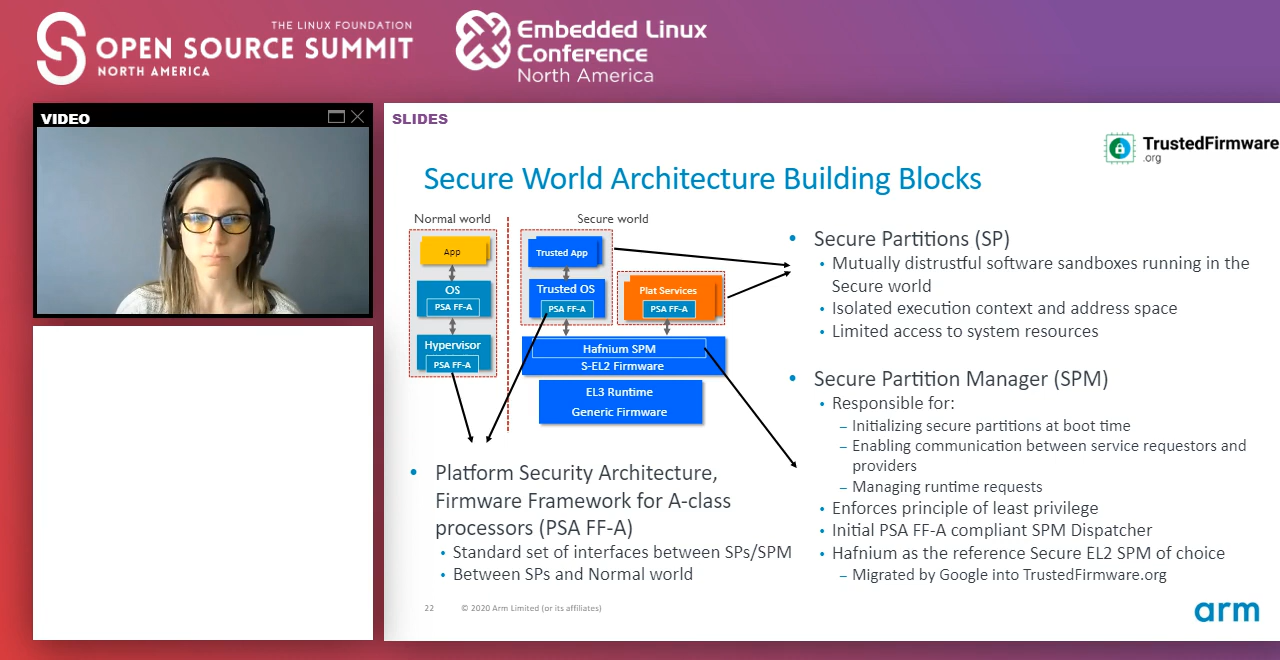 THE LINUX FOUNDATION
OPEN SOURCE SUMMIT
NORTH AMERICA
Embedded Linux
Conference
North America
VIDEO
SLIDES
TrustedFirmware
.org
Secure World Architecture Building Blocks
Normal world
Secure world
App
OS
PSA FF-A
Hypervisor
PSA FF-A
Trusted App
Trusted OS
PSA FF-A
Plat Services
PSA FF-A
Hafnium SPM
S-EL2 Firmware
EL3 Runtime
Generic Firmware
• Platform Security Architecture,
Firmware Framework for A-class
processors (PSA FF-A)
• Standard set of interfaces between SPs/SPM
• Between SPs and Normal world
• Secure Partitions (SP)
• Mutually distrustful software sandboxes running in the
Secure world
• Isolated execution context and address space
• Limited access to system resources
• Secure Partition Manager (SPM)
• Responsible for:
– Initializing secure partitions at boot time
– Enabling communication between service requestors and
providers
– Managing runtime requests
• Enforces principle of least privilege
• Initial PSA FF-A compliant SPM Dispatcher
• Hafnium as the reference Secure EL2 SPM of choice
– Migrated by Google into TrustedFirmware.org
22 © 2020 Arm Limited (or its affiliates)
arm